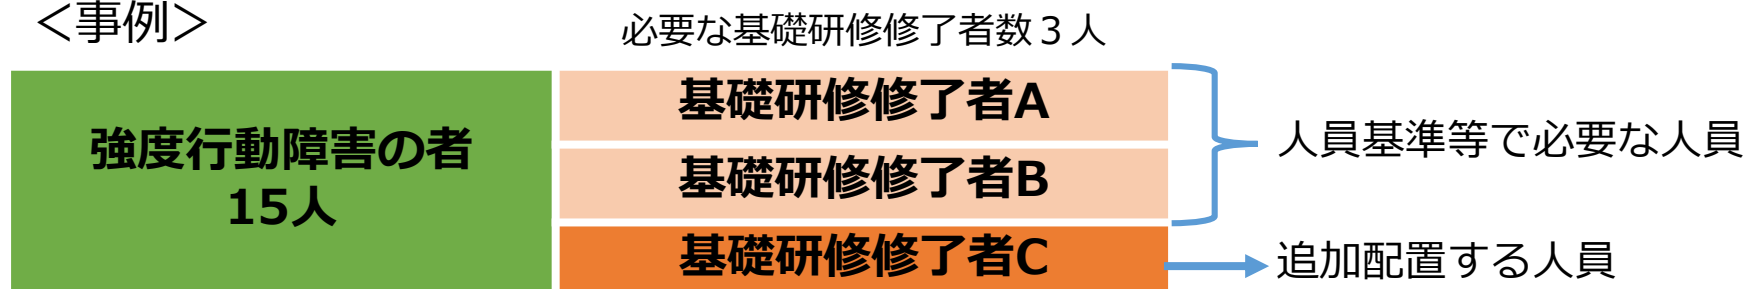 ＜事例＞
必要な基礎研修修了者数３人
強度行動障害の者
15人
基礎研修修了者A
基礎研修修了者B
基礎研修修了者C
人員基準等で必要な人員
追加配置する人員